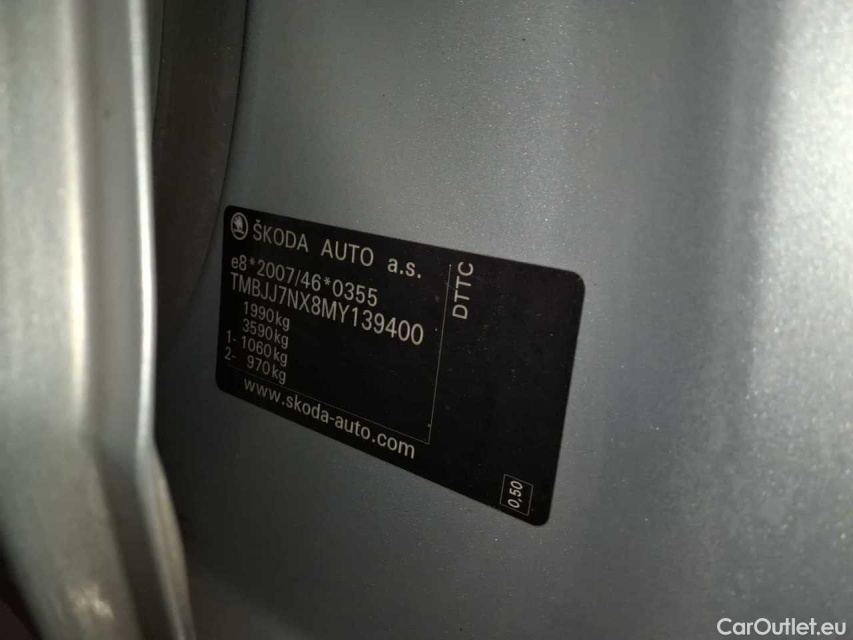 ŠKODA AUTO a.s.
e8*2007/46*0355
TMBJJ7NX8MY139400
1990kg
3590kg
1- 1060kg
2- 970kg
www.skoda-auto.com
DTTC
0,50
CarOutlet.eu